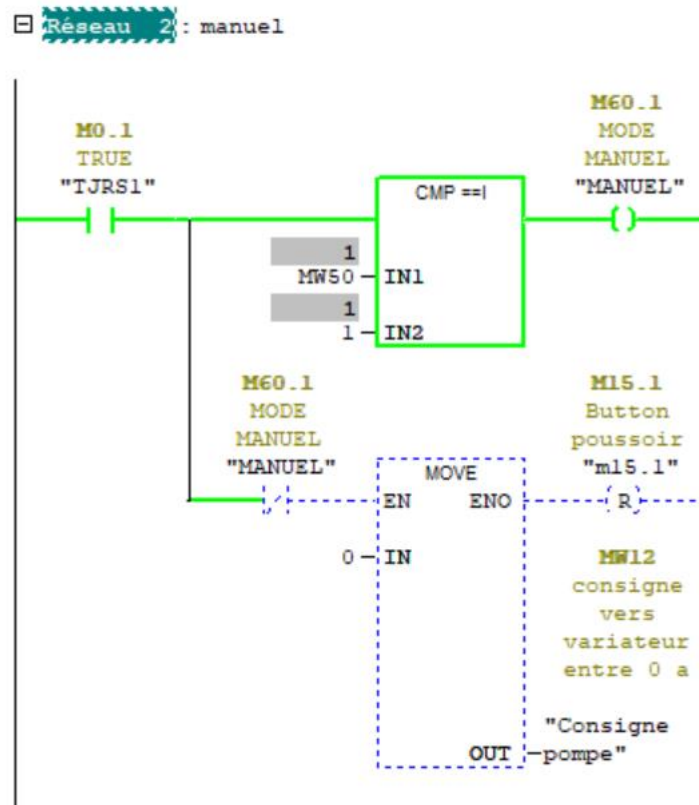 Réseau 2 : manuel
M0.1
TRUE
"TJRS1"
M60.1
MODE
MANUEL
"MANUEL"
CMP ==I
1
MW50
IN1
1
1
IN2
M60.1
MODE
MANUEL
"MANUEL"
MOVE
EN
ENO
0
IN
OUT
M15.1
Button
poussoir
"m15.1"
R
MW12
consigne
vers
variateur
entre 0 a
"Consigne
pompe"